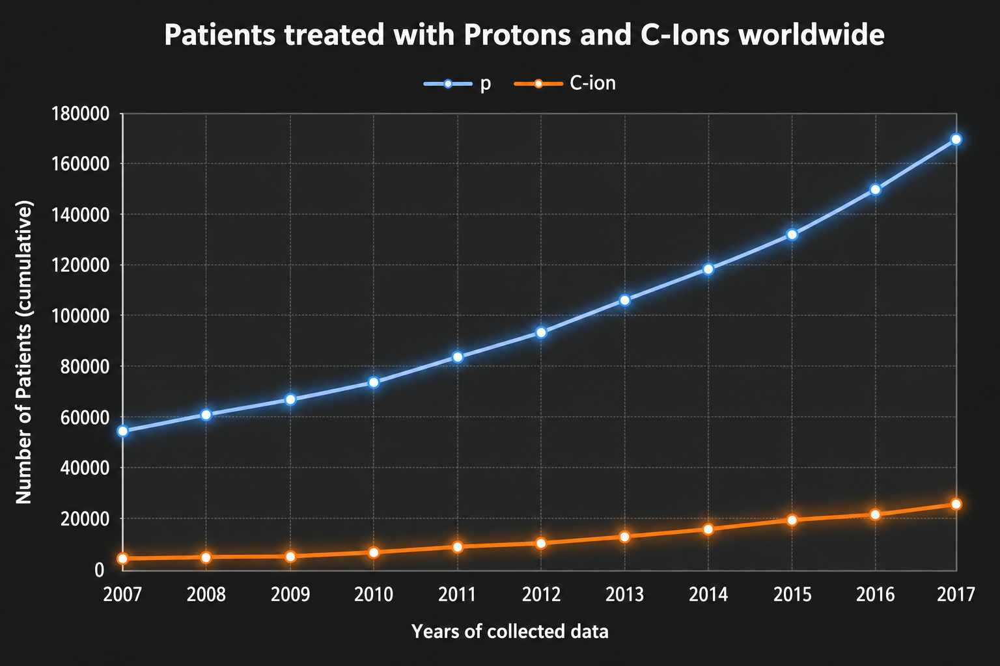 Patients treated with Protons and C-Ions worldwide
p C-ion
Number of Patients (cumulative)
180000
160000
140000
120000
100000
80000
60000
40000
20000
0
2007 2008 2009 2010 2011 2012 2013 2014 2015 2016 2017
Years of collected data